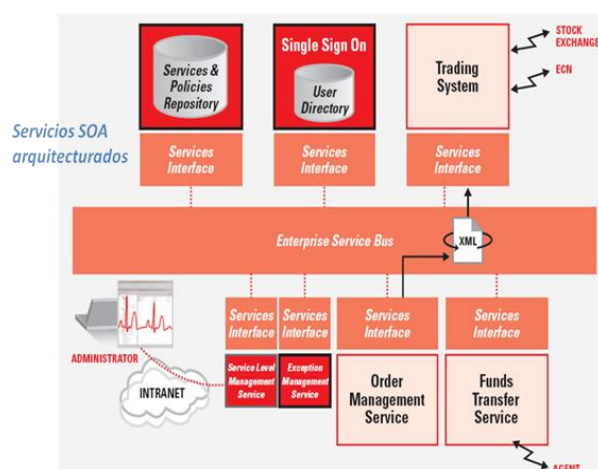 Servicios SOA
arquitecturados
Services &
Policies
Repository
Single Sign On
User
Directory
Trading
System
STOCK
EXCHANGE
ECN
Services
Interface
Services
Interface
Services
Interface
Enterprise Service Bus
XML
ADMINISTRATOR
INTRANET
Services
Interface
Services
Interface
Services
Interface
Services
Interface
Service Level
Management
Service
Exception
Management
Service
Order
Management
Service
Funds
Transfer
Service
AGENT